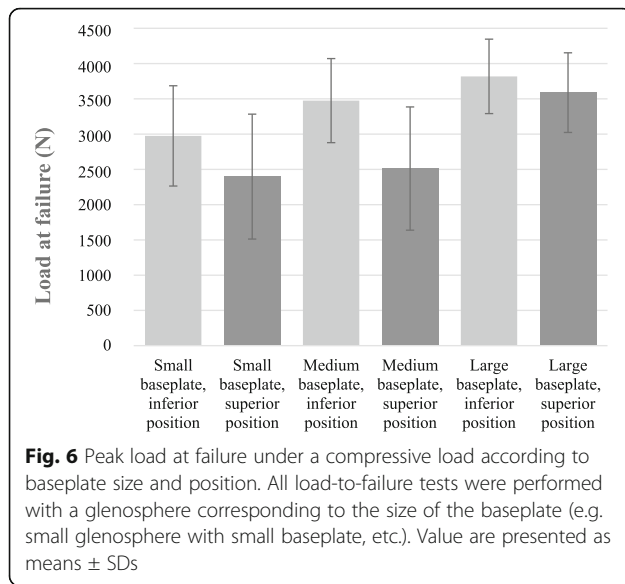 4500
4000
3500
3000
2500
2000
1500
1000
500
0
Load at failure (N)
Small baseplate, inferior position
Small baseplate, superior position
Medium baseplate, inferior position
Medium baseplate, superior position
Large baseplate, inferior position
Large baseplate, superior position
Fig. 6 Peak load at failure under a compressive load according to
baseplate size and position. All load-to-failure tests were performed
with a glenosphere corresponding to the size of the baseplate (e.g.
small glenosphere with small baseplate, etc.). Value are presented as
means ± SDs